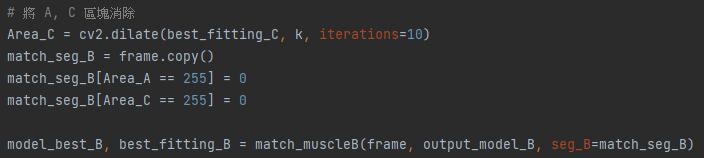 # 將 A, C 區塊消除
Area_C = cv2.dilate(best_fitting_C, k, iterations=10)
match_seg_B = frame.copy()
match_seg_B[Area_A == 255] = 0
match_seg_B[Area_C == 255] = 0
model_best_B, best_fitting_B = match_muscleB(frame, output_model_B, seg_B=match_seg_B)